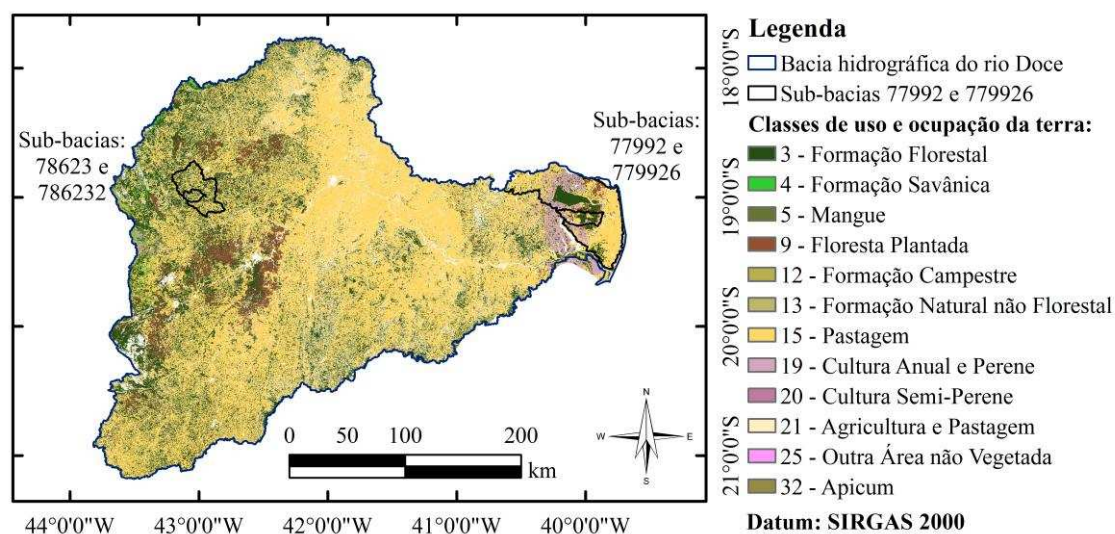 Sub-bacias:
78623 e
786232
Sub-bacias:
77992 e
779926
N
W
E
S
0
50
100
200
km
44°0'0"W
43°0'0"W
42°0'0"W
41°0'0"W
40°0'0"W
18°0'0"S
19°0'0"S
20°0'0"S
21°0'0"S
Legenda
Bacia hidrográfica do rio Doce
Sub-bacias 77992 e 779926
Classes de uso e ocupação da terra:
3 - Formação Florestal
4 - Formação Savânica
5 - Mangue
9 - Floresta Plantada
12 - Formação Campestre
13 - Formação Natural não Florestal
15 - Pastagem
19 - Cultura Anual e Perene
20 - Cultura Semi-Perene
21 - Agricultura e Pastagem
25 - Outra Área não Vegetada
32 - Apicum
Datum: SIRGAS 2000